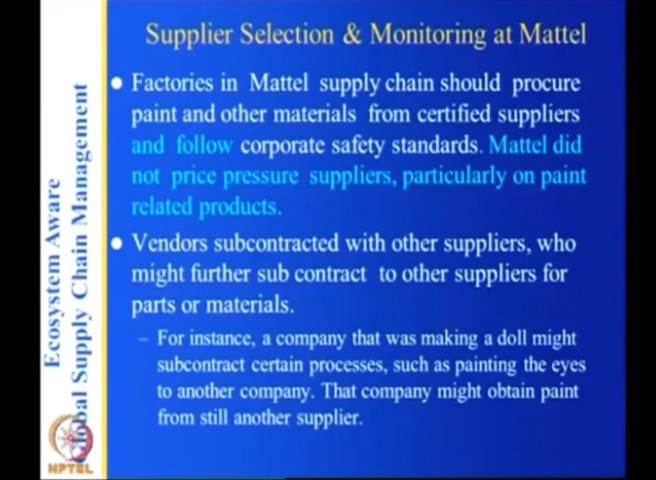 Supplier Selection & Monitoring at Mattel
Factories in Mattel supply chain should procure
paint and other materials from certified suppliers
and follow corporate safety standards. Mattel did
not price pressure suppliers, particularly on paint
related products.
Vendors subcontracted with other suppliers, who
might further sub contract to other suppliers for
parts or materials.
– For instance, a company that was making a doll might
subcontract certain processes, such as painting the eyes
to another company. That company might obtain paint
from still another supplier.
Ecosystem Aware
Global Supply Chain Management
NPTEL